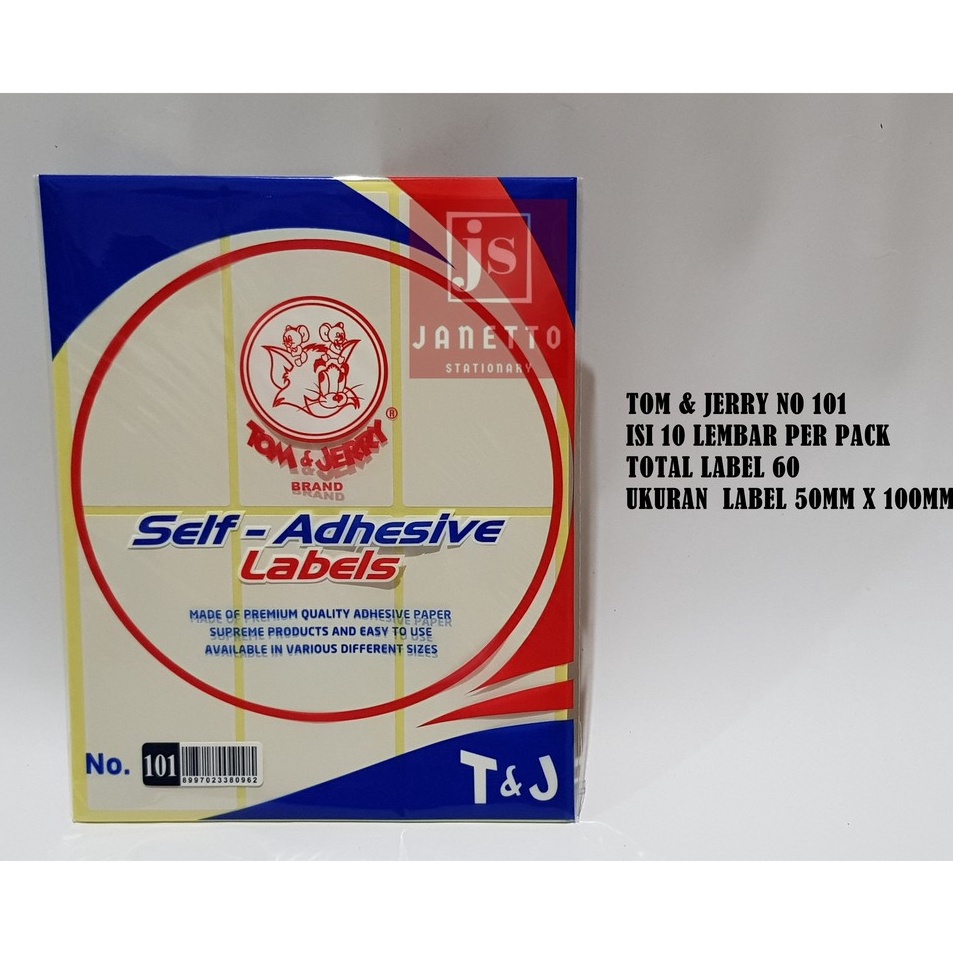 js
JANETTO
STATIONARY
TOM & JERRY
®
BRAND
Self - Adhesive
Labels
MADE OF PREMIUM QUALITY ADHESIVE PAPER
SUPREME PRODUCTS AND EASY TO USE
AVAILABLE IN VARIOUS DIFFERENT SIZES
No. 101
8997023380962
T & J
TOM & JERRY NO 101
ISI 10 LEMBAR PER PACK
TOTAL LABEL 60
UKURAN LABEL 50MM X 100MM